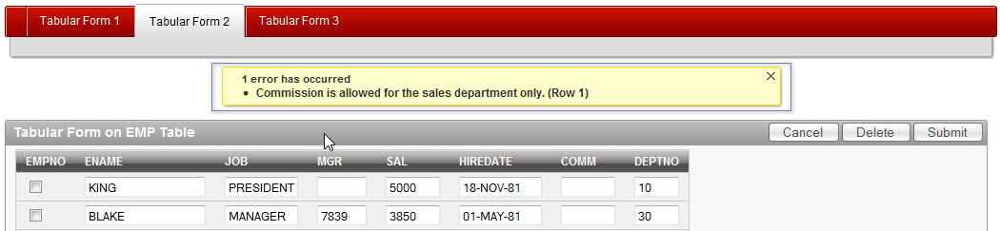 Tabular Form 1 Tabular Form 2 Tabular Form 3
1 error has occurred
• Commission is allowed for the sales department only. (Row 1)
Tabular Form on EMP Table Cancel Delete Submit
EMPNO ENAME JOB MGR SAL HIREDATE COMM DEPTNO
KING PRESIDENT 5000 18-NOV-81 10
BLAKE MANAGER 7839 3850 01-MAY-81 30